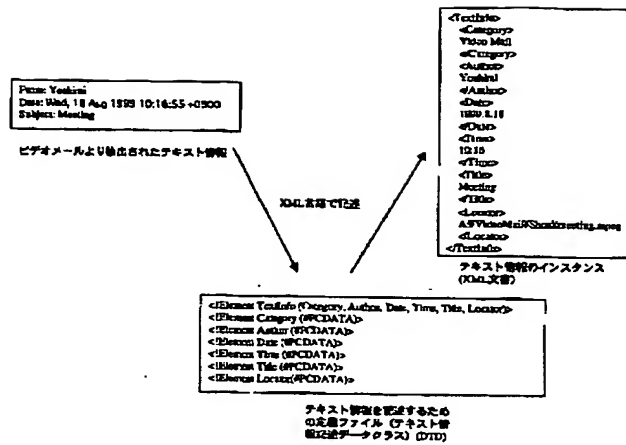 From: Yoshirai
Date: Wed, 18 Aug 1999 10:16:55 +0900
Subject: Meeting
ビデオメールより抽出されたテキスト情報
XML言語で記述
<TextInfo>
<Category>
Video Mail
</Category>
<Author>
Yoshirai
</Author>
<Date>
1999.8.18
</Date>
<Time>
10:16
</Time>
<Title>
Meeting
</Title>
<Locator>
</Locator>
</TextInfo>
テキスト情報のインスタンス
(XML文書)
<!Element TextInfo (Category, Author, Date, Time, Title, Locator)>
<!Element Category (#PCDATA)>
<!Element Author (#PCDATA)>
<!Element Date (#PCDATA)>
<!Element Time (#PCDATA)>
<!Element Title (#PCDATA)>
<!Element Locator(#PCDATA)>
テキスト情報を記述するため
の定義ファイル（テキスト情
報記述データクラス）(DTD)